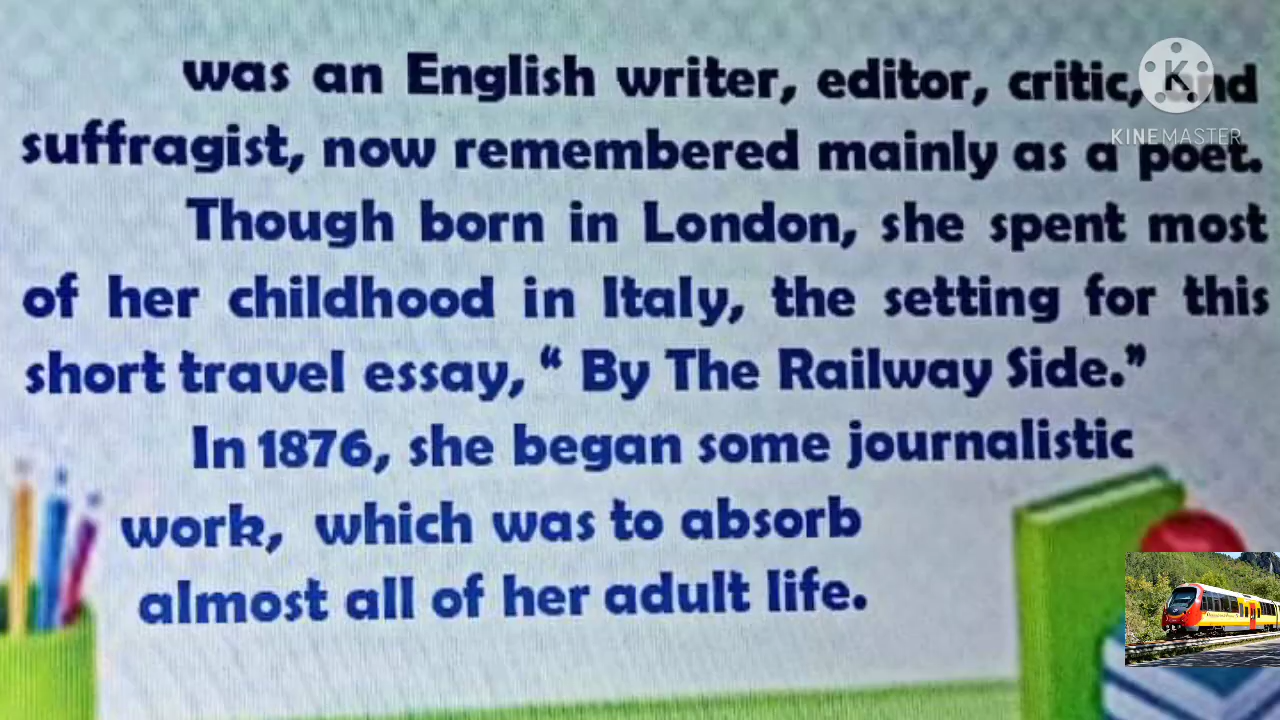 was an English writer, editor, critic, and
suffragist, now remembered mainly as a poet.
Though born in London, she spent most
of her childhood in Italy, the setting for this
short travel essay, “ By The Railway Side.”
In 1876, she began some journalistic
work, which was to absorb
almost all of her adult life.
K
KINEMASTER